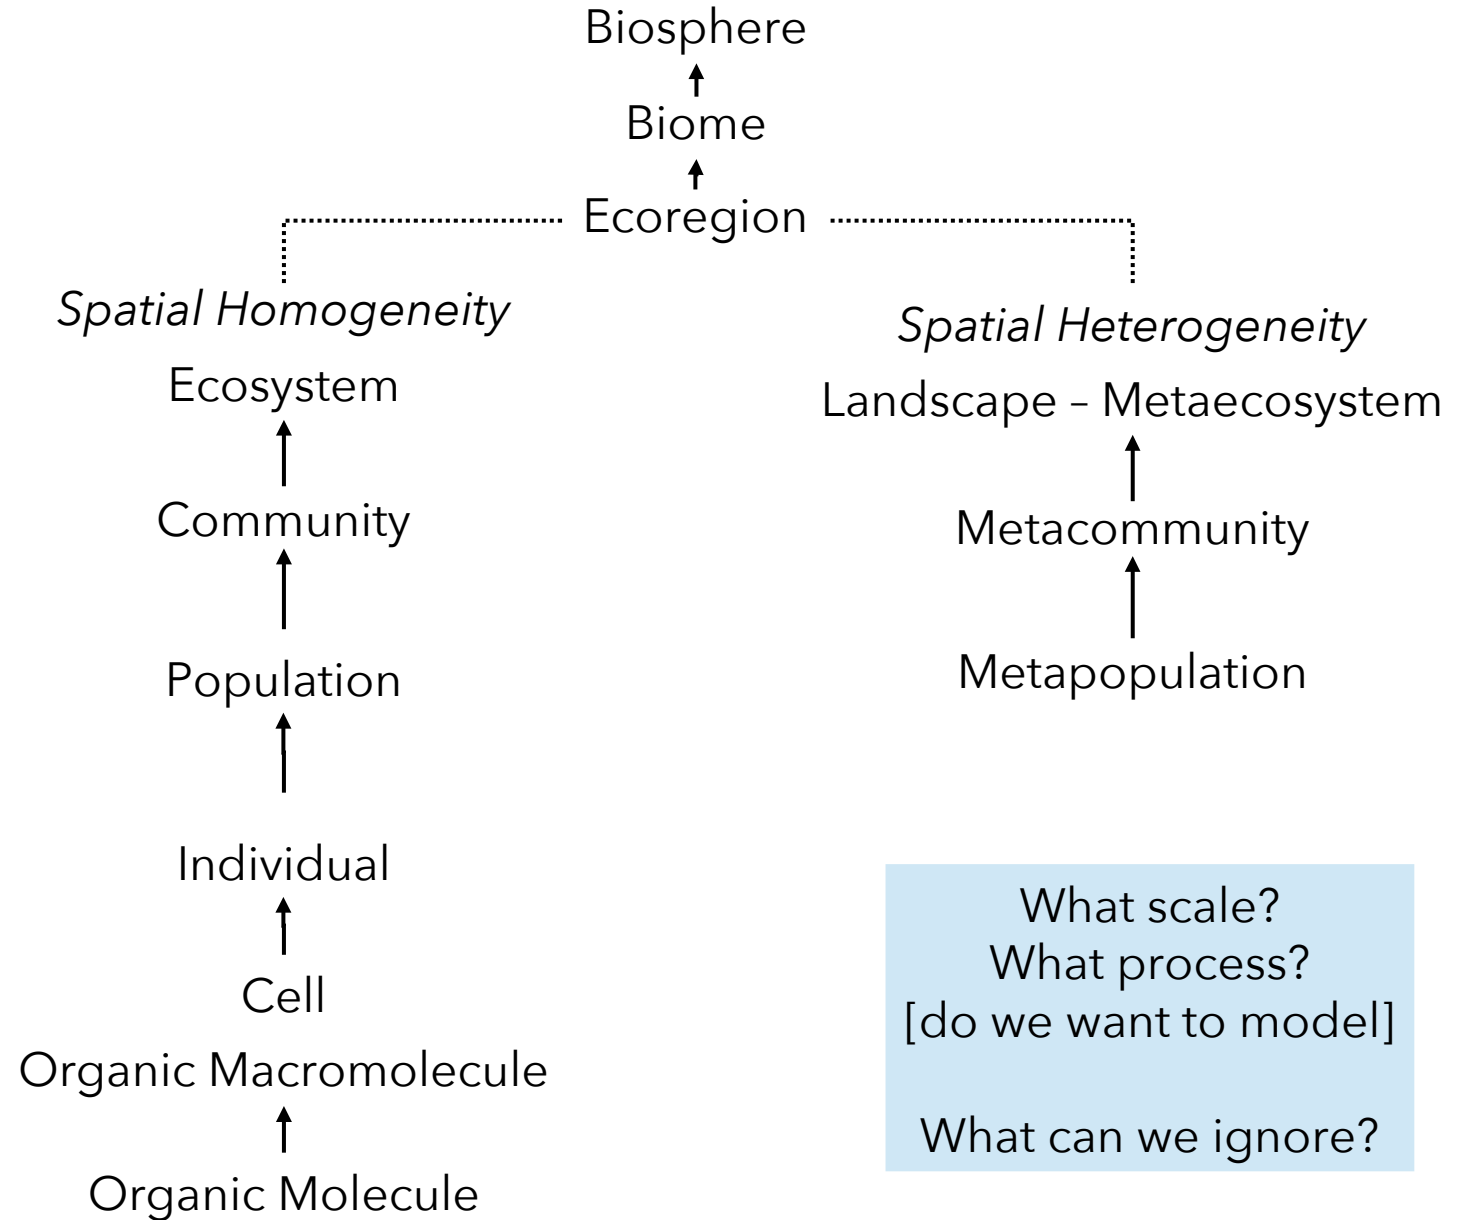 Biosphere
Biome
Ecoregion
Spatial Homogeneity
Ecosystem
Community
Population
Individual
Cell
Organic Macromolecule
Organic Molecule
Spatial Heterogeneity
Landscape – Metaecosystem
Metacommunity
Metapopulation
What scale?
What process?
[do we want to model]
What can we ignore?